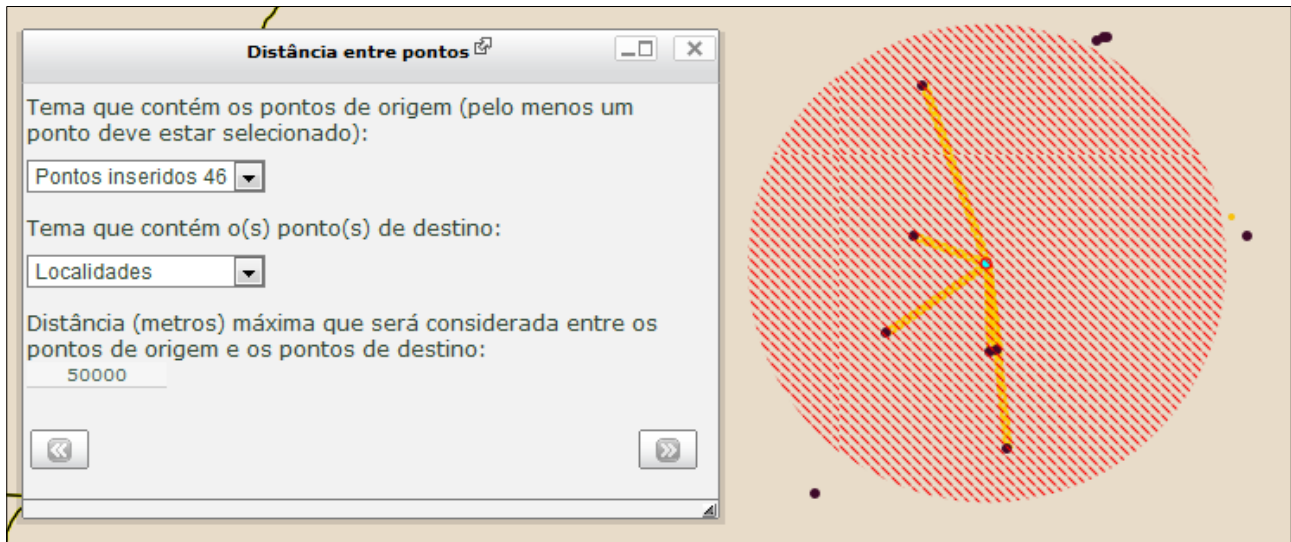 Distância entre pontos
Tema que contém os pontos de origem (pelo menos um
ponto deve estar selecionado):
Pontos inseridos 46
Tema que contém o(s) ponto(s) de destino:
Localidades
Distância (metros) máxima que será considerada entre os
pontos de origem e os pontos de destino:
50000